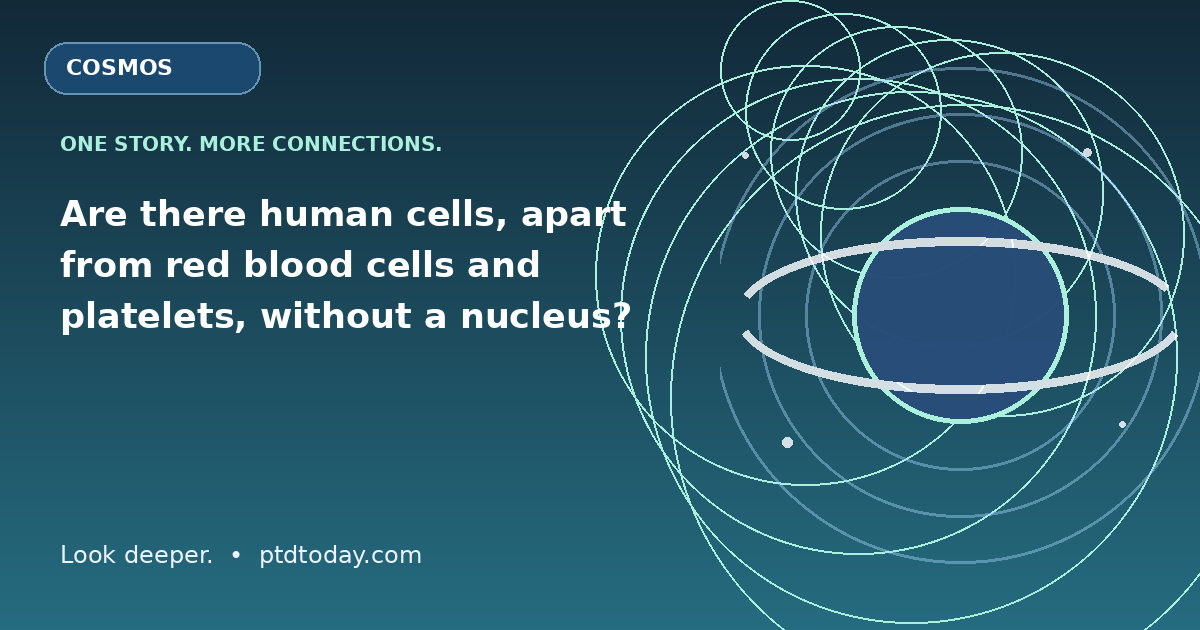 COSMOS
ONE STORY. MORE CONNECTIONS.
Are there human cells, apart
from red blood cells and
platelets, without a nucleus?
Look deeper. • ptdtoday.com